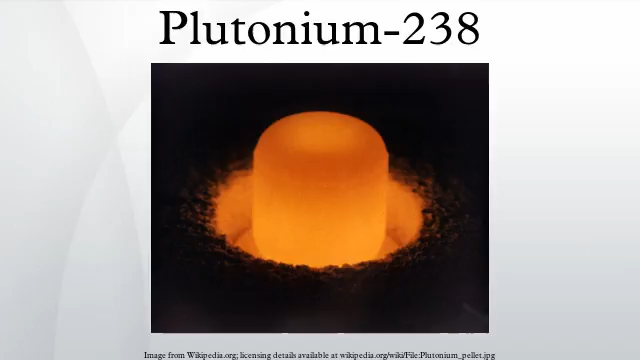 Plutonium-238
Image from Wikipedia.org; licensing details available at wikipedia.org/wiki/File:Plutonium_pellet.jpg